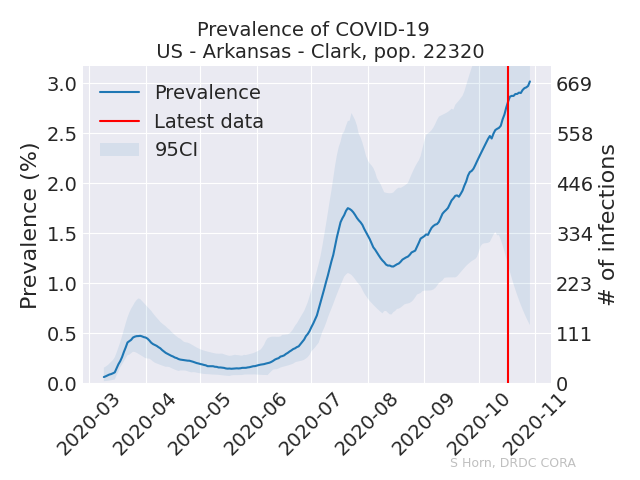 Prevalence of COVID-19
US - Arkansas - Clark, pop. 22320
Prevalence
Latest data
95CI
Prevalence (%)
3.0
2.5
2.0
1.5
1.0
0.5
0.0
669
558
446
334
223
111
0
# of infections
2020-03
2020-04
2020-05
2020-06
2020-07
2020-08
2020-09
2020-10
2020-11
S Horn, DRDC CORA